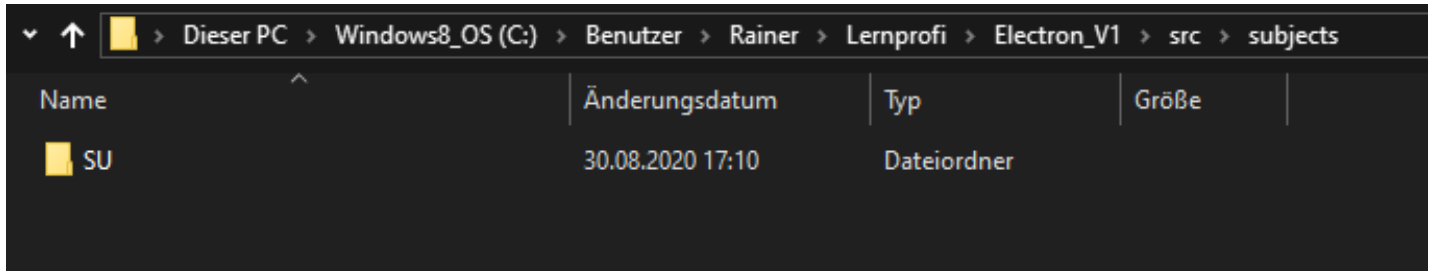 Dieser PC > Windows8_OS (C:) > Benutzer > Rainer > Lernprofi > Electron_V1 > src > subjects
Name Änderungsdatum Typ Größe
SU 30.08.2020 17:10 Dateiordner